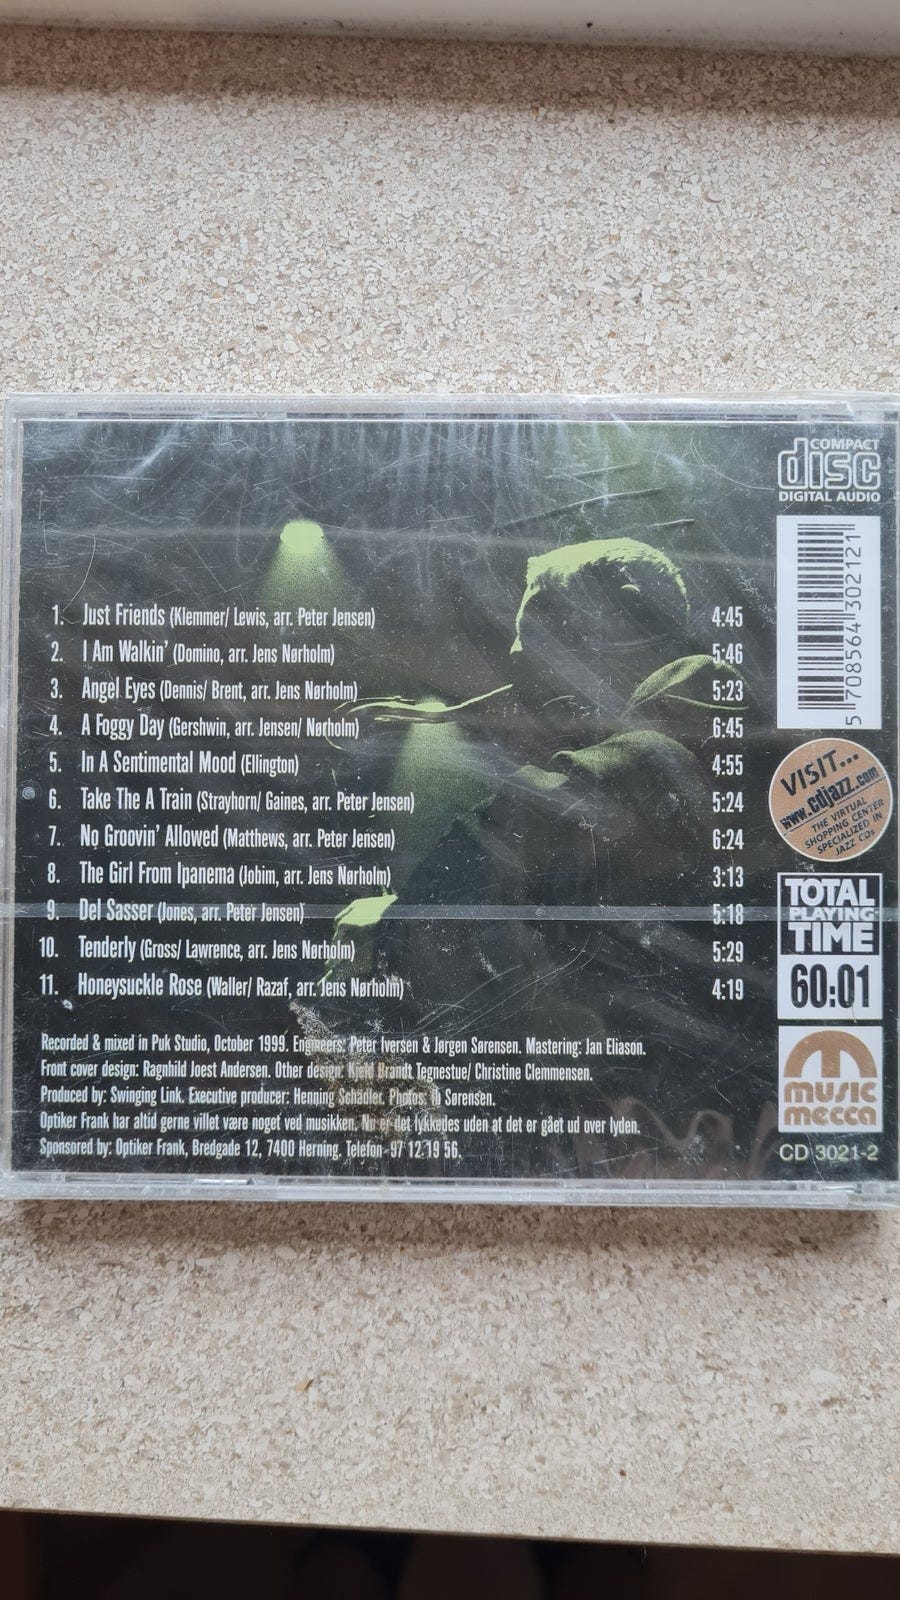 1. Just Friends (Klemmer/ Lewis, arr. Peter Jensen) 4:45
2. I Am Walkin' (Domino, arr. Jens Nørholm) 5:46
3. Angel Eyes (Dennis/ Brent, arr. Jens Nørholm) 5:23
4. A Foggy Day (Gershwin, arr. Jensen/ Nørholm) 6:45
5. In A Sentimental Mood (Ellington) 4:55
6. Take The A Train (Strayhorn/ Gaines, arr. Peter Jensen) 5:24
7. No Groovin' Allowed (Matthews, arr. Peter Jensen) 6:24
8. The Girl From Ipanema (Jobim, arr. Jens Nørholm) 3:13
9. Del Sasser (Jones, arr. Peter Jensen) 5:18
10. Tenderly (Gross/ Lawrence, arr. Jens Nørholm) 5:29
11. Honeysuckle Rose (Waller/ Razaf, arr. Jens Nørholm) 4:19
Recorded & mixed in Puk Studio, October 1999. Engineers: Peter Iversen & Jørgen Sørensen. Mastering: Jan Eliason.
Front cover design: Ragnhild Joest Andersen. Other design: Kjeld Brandt Tegnestue/ Christine Clemmensen.
Produced by: Swinging Link. Executive producer: Henning Schädler. Photos: Ib Sørensen.
Optiker Frank har altid gerne villet være noget ved musikken. Nu er det lykkedes uden at det er gået ud over lyden.
Sponsored by: Optiker Frank, Bredgade 12, 7400 Herning. Telefon 97 12 19 56.
COMPACT
disc
DIGITAL AUDIO
5 708564 302121
VISIT...
www.cdjazz.com
THE VIRTUAL
SHOPPING CENTER
SPECIALIZED IN
JAZZ CDs
TOTAL
PLAYING
TIME
60:01
music
mecca
CD 3021-2